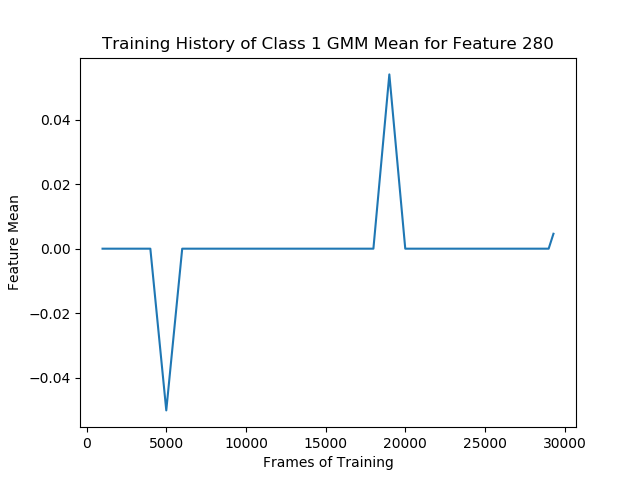 Training History of Class 1 GMM Mean for Feature 280
0.04
0.02
0.00
−0.02
−0.04
Feature Mean
0 5000 10000 15000 20000 25000 30000
Frames of Training